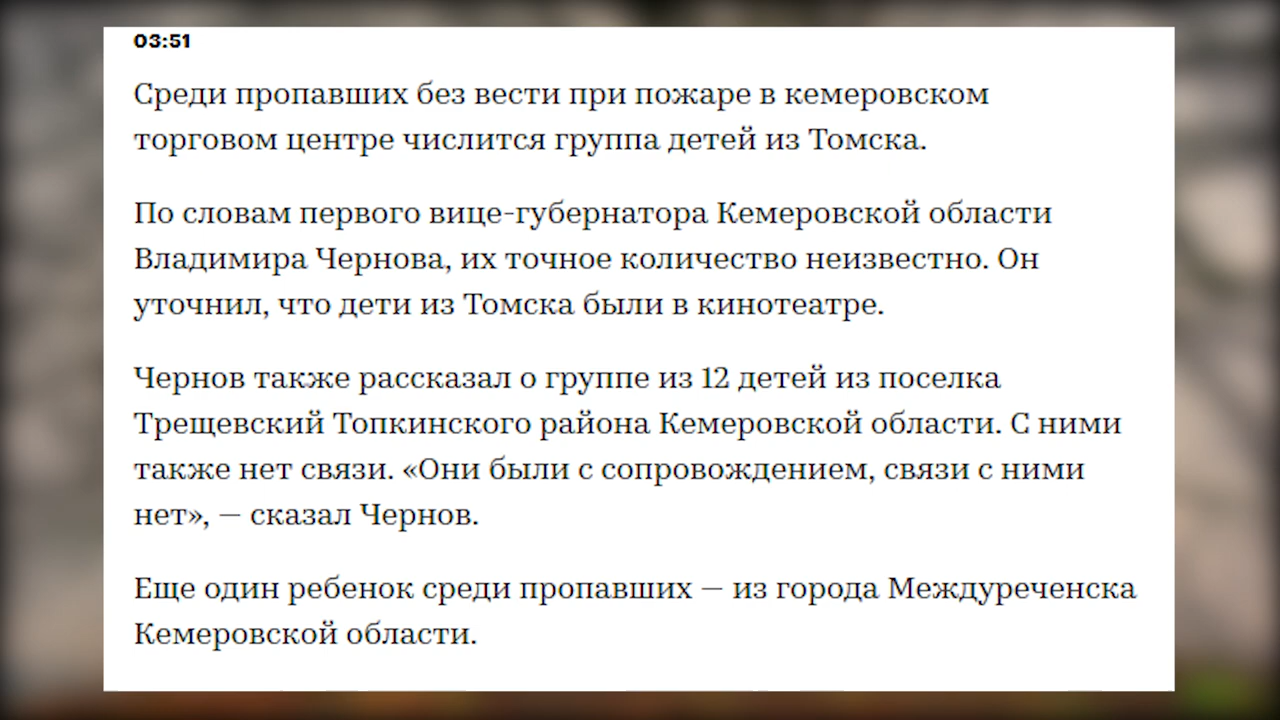 03:51
Среди пропавших без вести при пожаре в кемеровском
торговом центре числится группа детей из Томска.
По словам первого вице-губернатора Кемеровской области
Владимира Чернова, их точное количество неизвестно. Он
уточнил, что дети из Томска были в кинотеатре.
Чернов также рассказал о группе из 12 детей из поселка
Трещевский Топкинского района Кемеровской области. С ними
также нет связи. «Они были с сопровождением, связи с ними
нет», — сказал Чернов.
Еще один ребенок среди пропавших — из города Междуреченска
Кемеровской области.